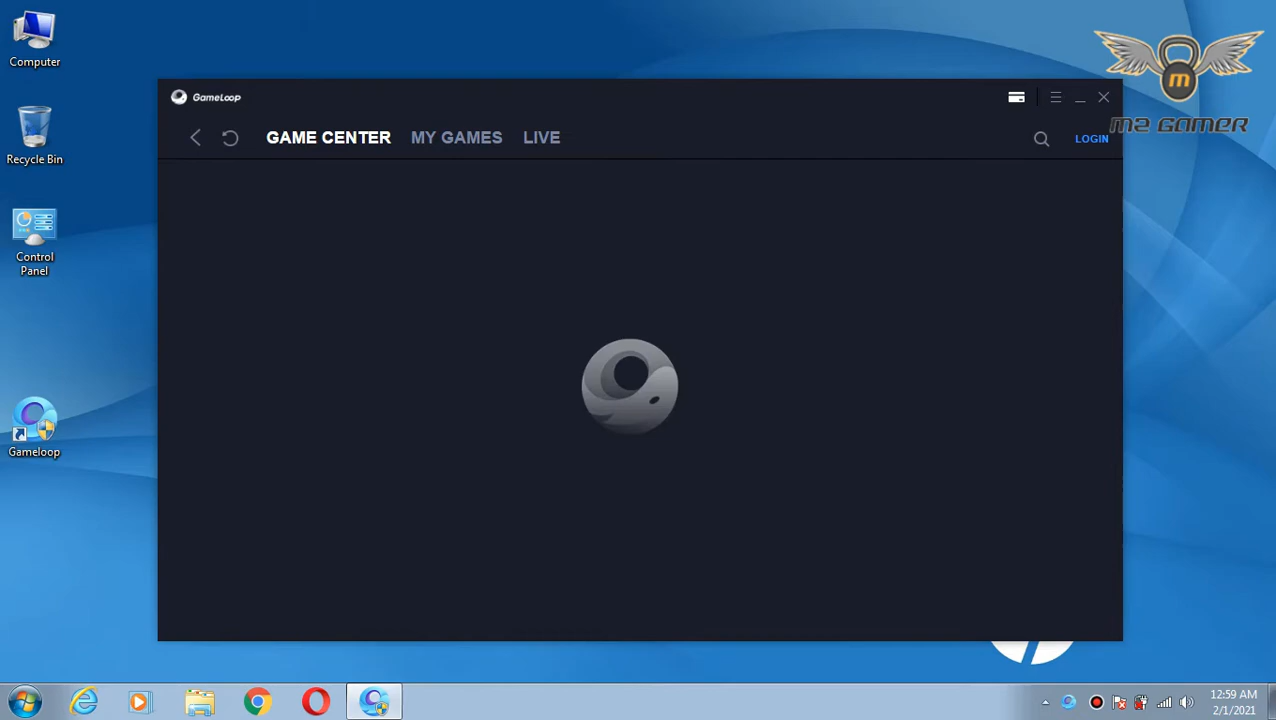 Computer
Recycle Bin
Control
Panel
Gameloop
GameLoop
GAME CENTER MY GAMES LIVE
LOGIN
m
M2 GAMER
hp
12:59 AM
2/1/2021